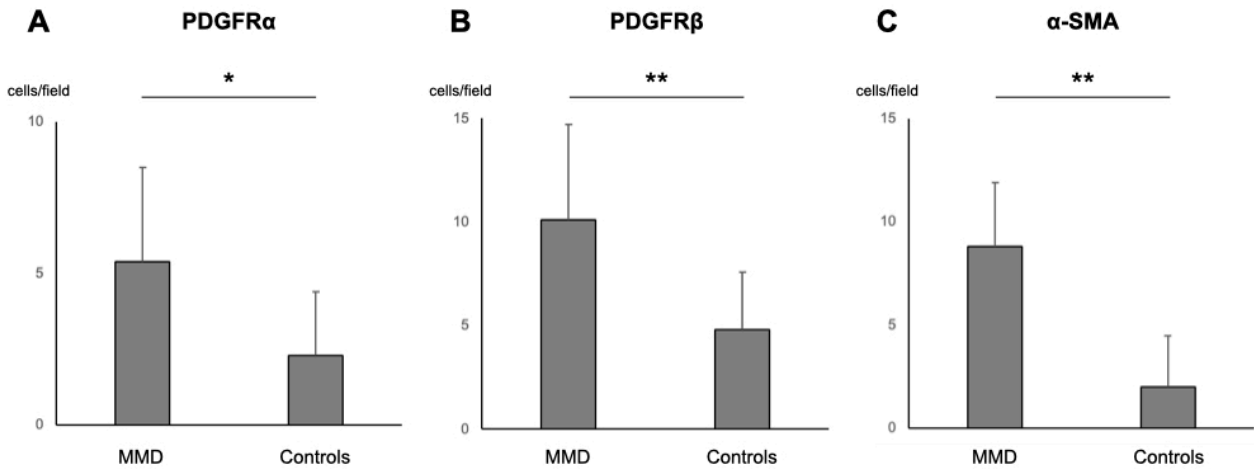 A PDGFRα
*
cells/field
10
5
0
MMD Controls
B PDGFRβ
**
cells/field
15
10
5
0
MMD Controls
C α-SMA
**
cells/field
15
10
5
0
MMD Controls